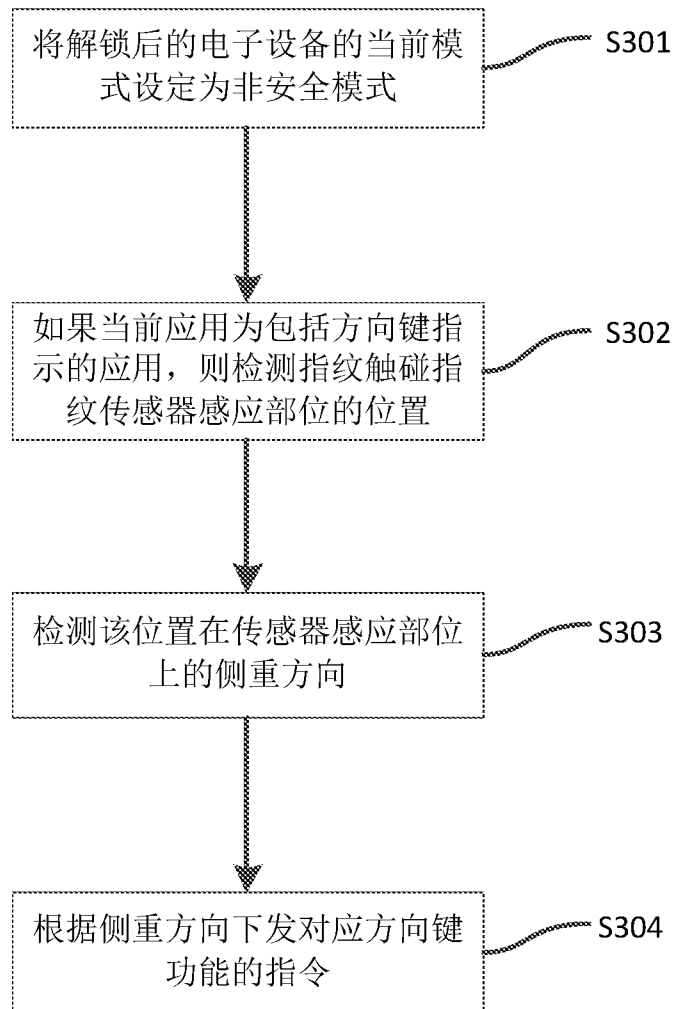 将解锁后的电子设备的当前模
式设定为非安全模式
S301
如果当前应用为包括方向键指
示的应用，则检测指纹触碰指
纹传感器感应部位的位置
S302
检测该位置在传感器感应部位
上的侧重方向
S303
根据侧重方向下发对应方向键
功能的指令
S304